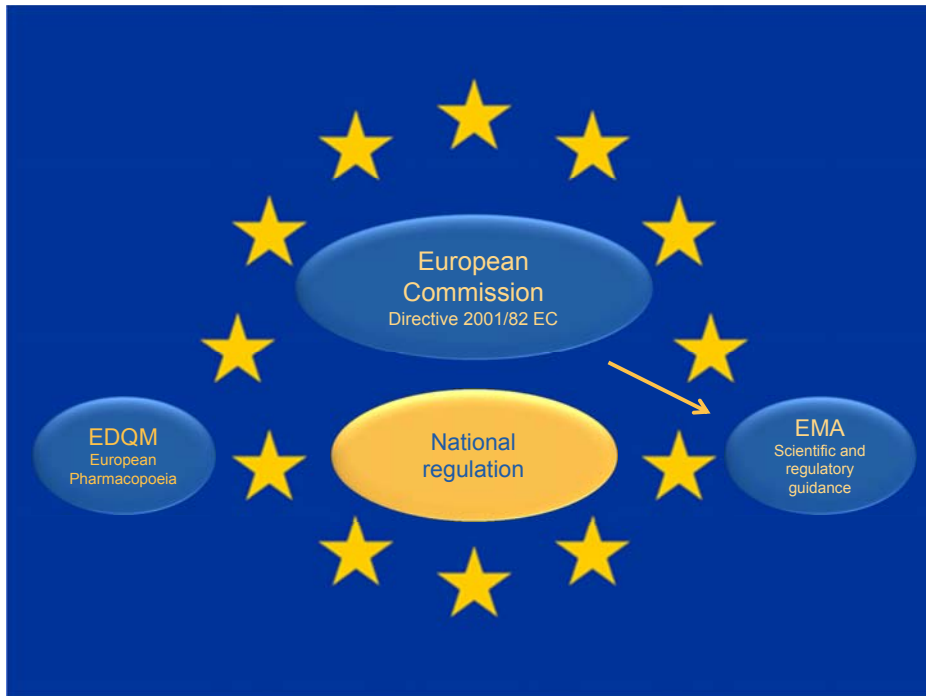 European
Commission
Directive 2001/82 EC
EDQM
European
Pharmacopoeia
National
regulation
EMA
Scientific and
regulatory
guidance